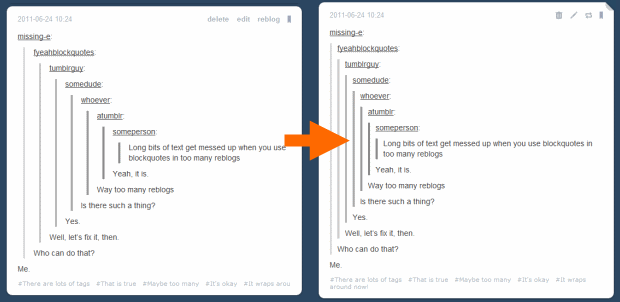 2011-06-24 10:24 delete edit reblog
missing-e:
fyeahblockquotes:
tumblrguy:
somedude:
whoever:
atumblr:
someperson:
Long bits of text get messed up when you use
blockquotes in too many reblogs
Yeah, it is.
Way too many reblogs
Is there such a thing?
Yes.
Well, let's fix it, then.
Who can do that?
Me.
#There are lots of tags #That is true #Maybe too many #It's okay #It wraps arou
2011-06-24 10:24
missing-e:
fyeahblockquotes:
tumblrguy:
somedude:
whoever:
atumblr:
someperson:
Long bits of text get messed up when you use blockquotes in
too many reblogs
Yeah, it is.
Way too many reblogs
Is there such a thing?
Yes.
Well, let's fix it, then.
Who can do that?
Me.
#There are lots of tags #That is true #Maybe too many #It's okay #It wraps
around now!